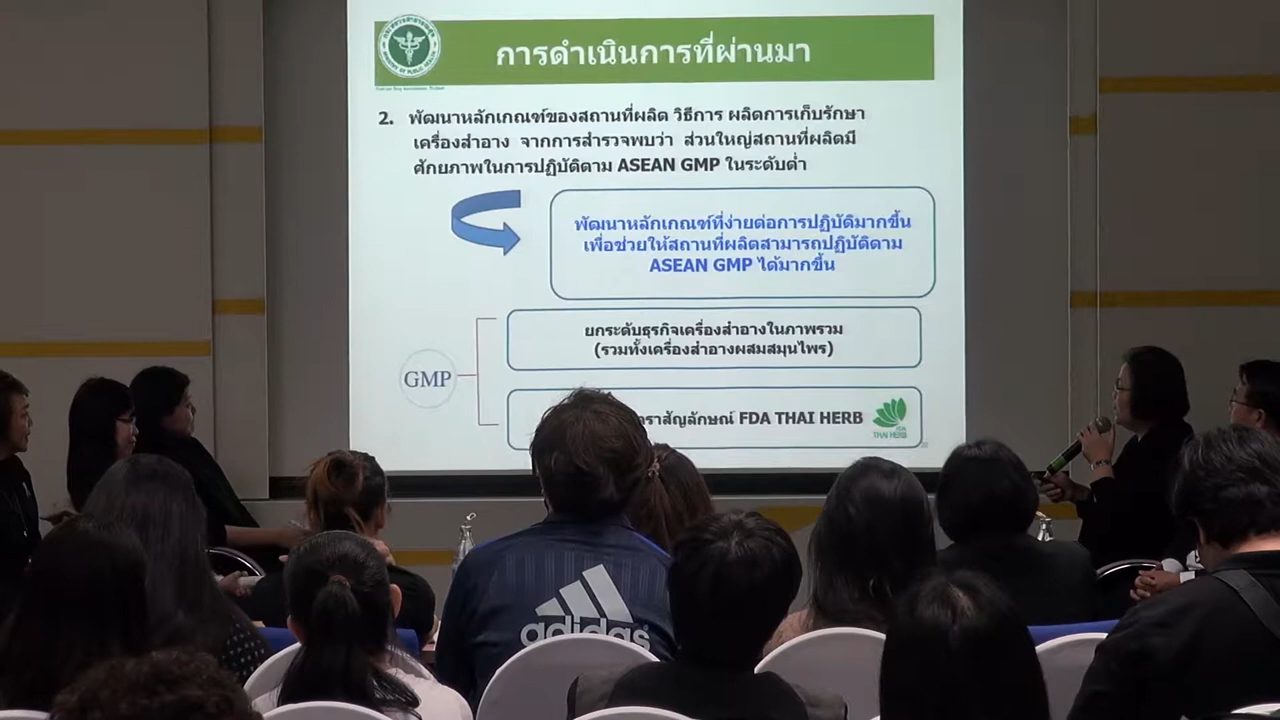 การดำเนินการที่ผ่านมา
2. พัฒนาหลักเกณฑ์ของสถานที่ผลิต วิธีการ ผลิตการเก็บรักษา
เครื่องสำอาง จากการสำรวจพบว่า ส่วนใหญ่สถานที่ผลิตมี
ศักยภาพในการปฏิบัติตาม ASEAN GMP ในระดับต่ำ
พัฒนาหลักเกณฑ์ที่ง่ายต่อการปฏิบัติมากขึ้น
เพื่อช่วยให้สถานที่ผลิตสามารถปฏิบัติตาม
ASEAN GMP ได้มากขึ้น
ยกระดับธุรกิจเครื่องสำอางในภาพรวม
(รวมทั้งเครื่องสำอางผสมสมุนไพร)
GMP
ตราสัญลักษณ์ FDA THAI HERB
FDA
THAI HERB
adidas